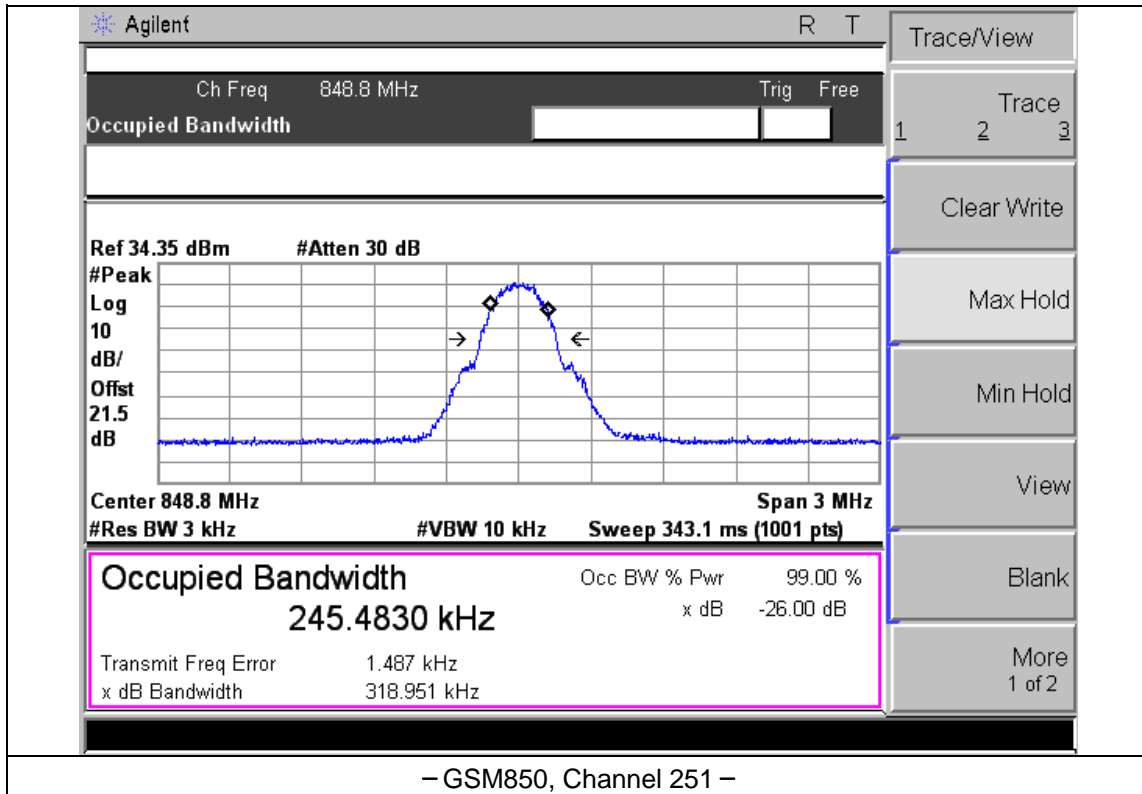 Agilent R T
Ch Freq 848.8 MHz Trig Free
Occupied Bandwidth
Ref 34.35 dBm #Atten 30 dB
#Peak
Log
10
dB/
Offst
21.5
dB
Center 848.8 MHz Span 3 MHz
#Res BW 3 kHz #VBW 10 kHz Sweep 343.1 ms (1001 pts)
Occupied Bandwidth Occ BW % Pwr 99.00 %
245.4830 kHz x dB -26.00 dB
Transmit Freq Error 1.487 kHz
x dB Bandwidth 318.951 kHz
Trace/View
Trace
1 2 3
Clear Write
Max Hold
Min Hold
View
Blank
More
1 of 2
–GSM850, Channel 251–